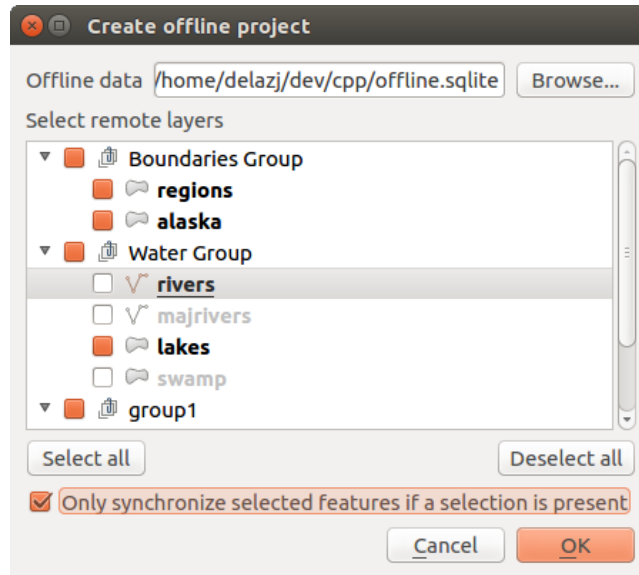 Create offline project
Offline data /home/delazj/dev/cpp/offline.sqlite Browse...
Select remote layers
Boundaries Group
regions
alaska
Water Group
rivers
majrivers
lakes
swamp
group1
Select all Deselect all
Only synchronize selected features if a selection is present
Cancel OK